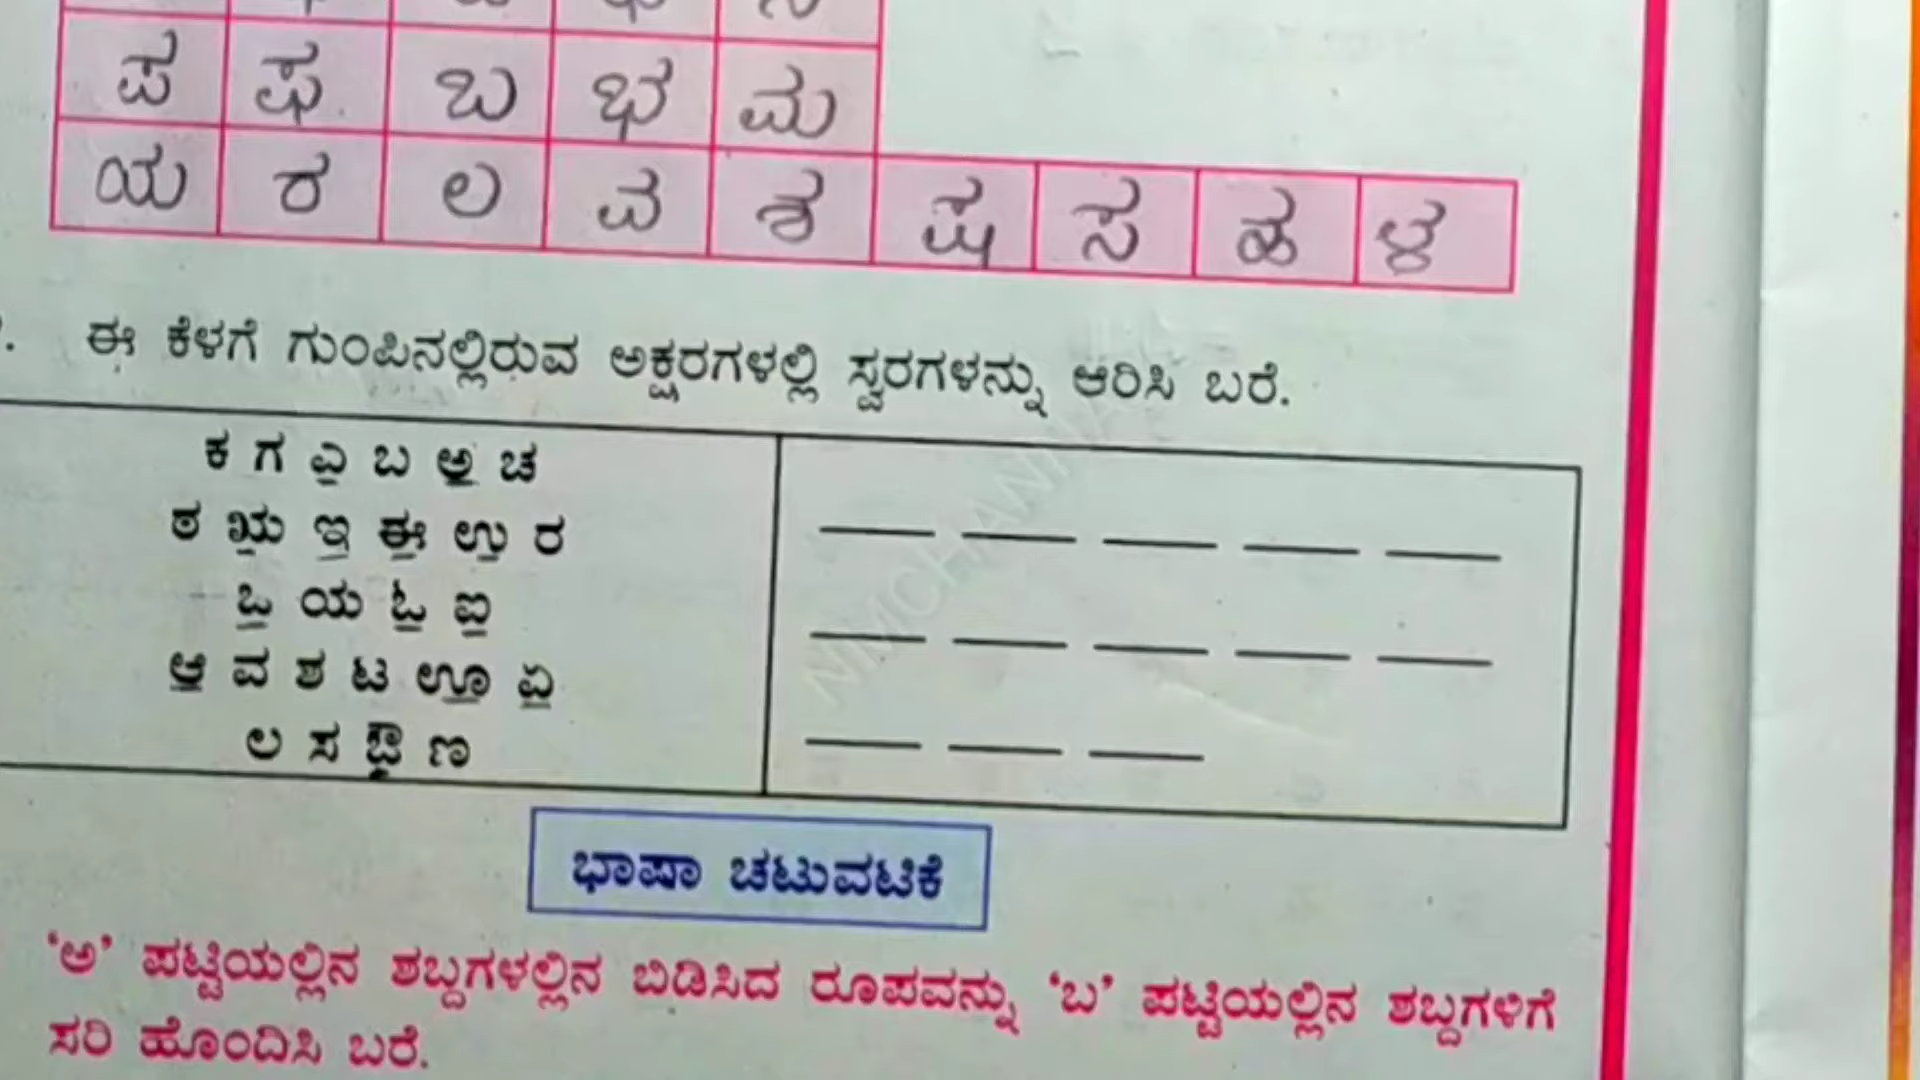 ಪ ಫ ಬ ಭ ಮ
ಯ ರ ಲ ವ ಶ ಷ ಸ ಹ ಳ
ಈ ಕೆಳಗೆ ಗುಂಪಿನಲ್ಲಿರುವ ಅಕ್ಷರಗಳಲ್ಲಿ ಸ್ವರಗಳನ್ನು ಆರಿಸಿ ಬರೆ.
ಕ ಗ ಎ ಬ ಅ ಚ
ಠ ಋ ಇ ಈ ಉ ರ
ಒ ಯ ಓ ಐ
ಆ ವ ಶ ಟ ಊ ಏ
ಲ ಸ ಔ ಣ
NIMCHANNAL
ಭಾಷಾ ಚಟುವಟಿಕೆ
'ಅ' ಪಟ್ಟಿಯಲ್ಲಿನ ಶಬ್ದಗಳಲ್ಲಿನ ಬಿಡಿಸಿದ ರೂಪವನ್ನು 'ಬ' ಪಟ್ಟಿಯಲ್ಲಿನ ಶಬ್ದಗಳಿಗೆ
ಸರಿ ಹೊಂದಿಸಿ ಬರೆ.